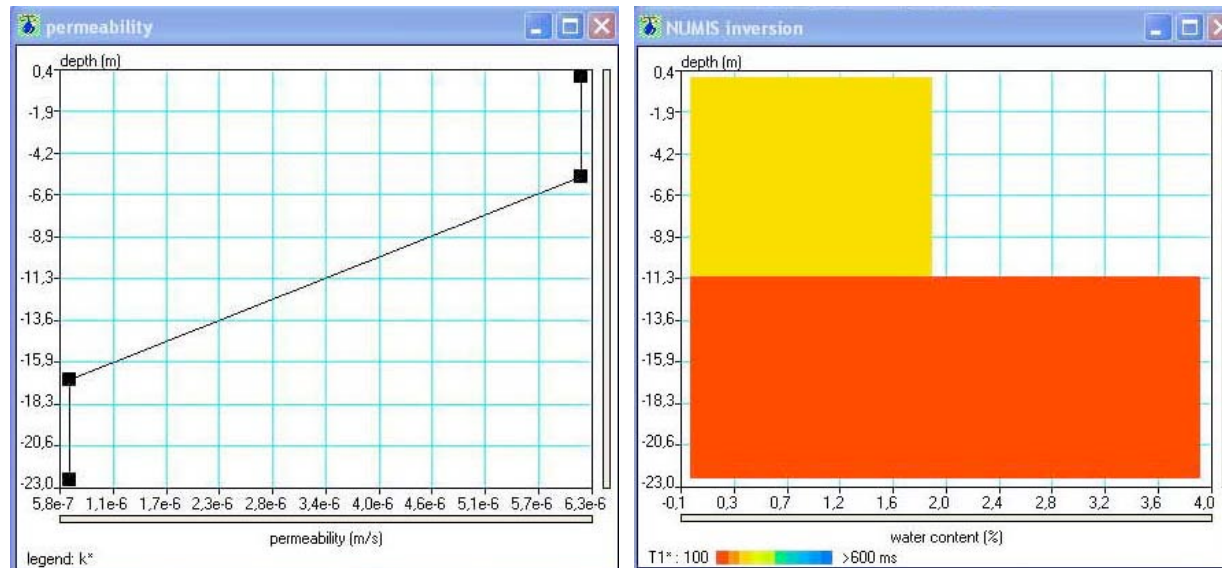 permeability
depth (m)
0,4
-1,9
-4,2
-6,6
-8,9
-11,3
-13,6
-15,9
-18,3
-20,6
-23,0
5,8e-7 1,1e-6 1,7e-6 2,3e-6 2,8e-6 3,4e-6 4,0e-6 4,6e-6 5,1e-6 5,7e-6 6,3e-6
permeability (m/s)
legend: k*
NUMIS inversion
depth (m)
0,4
-1,9
-4,2
-6,6
-8,9
-11,3
-13,6
-15,9
-18,3
-20,6
-23,0
-0,1 0,3 0,7 1,2 1,6 2,0 2,4 2,8 3,2 3,6 4,0
water content (%)
T1* : 100 >600 ms